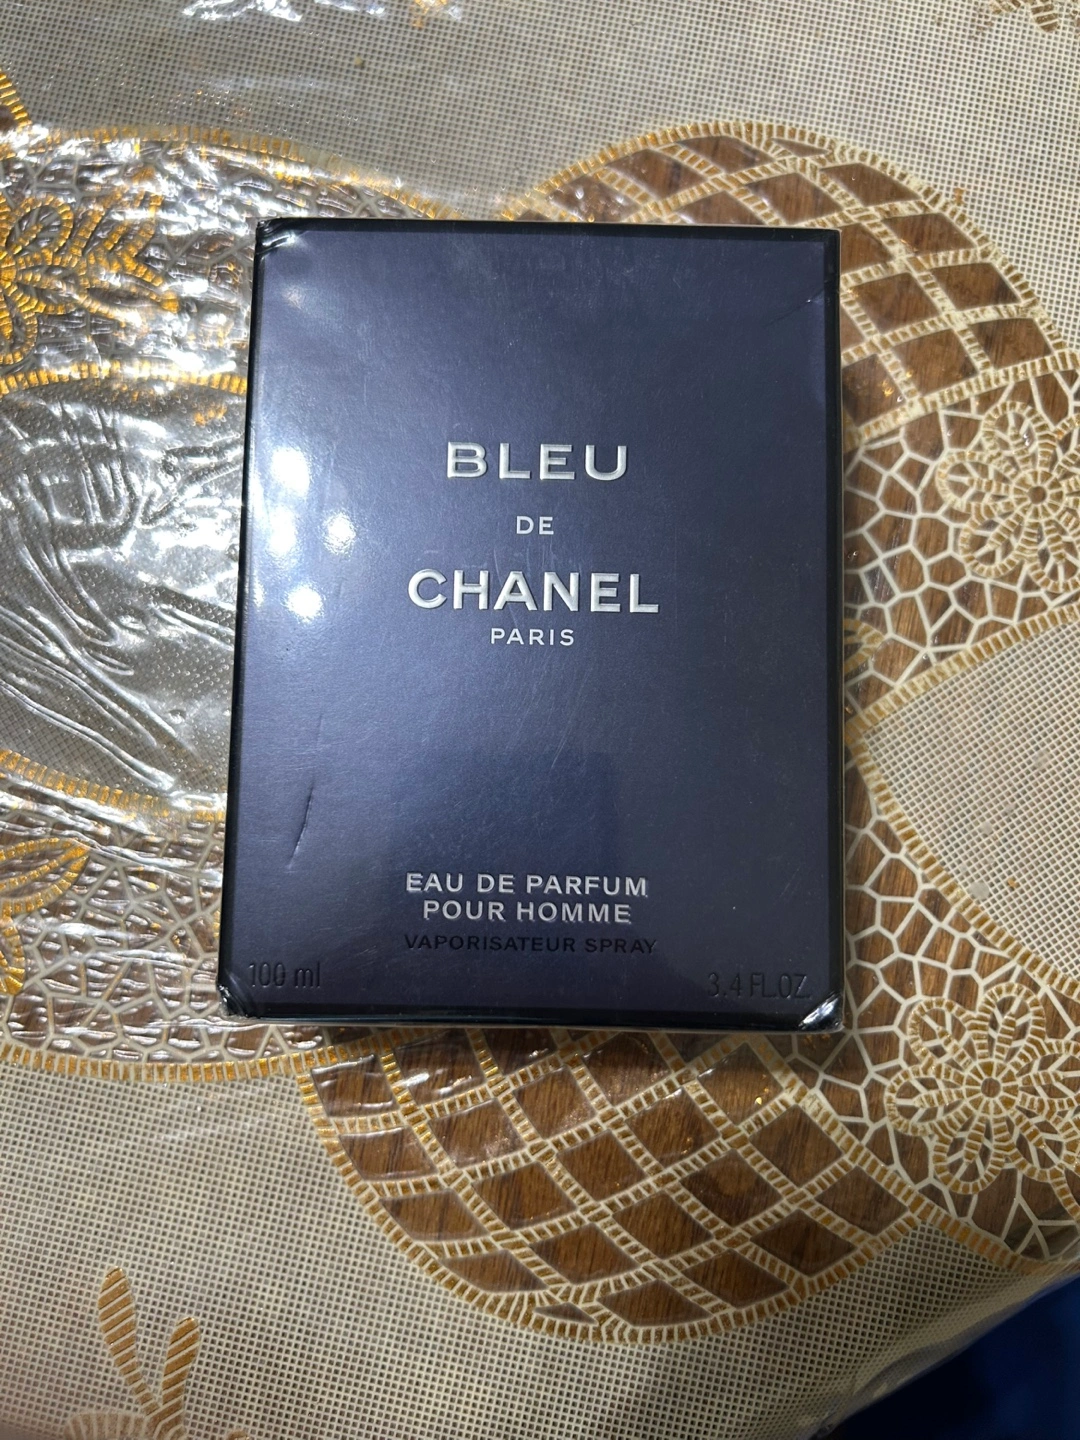 BLEU
DE
CHANEL
PARIS
EAU DE PARFUM
POUR HOMME
VAPORISATEUR SPRAY
100 ml 3.4 FL.OZ.